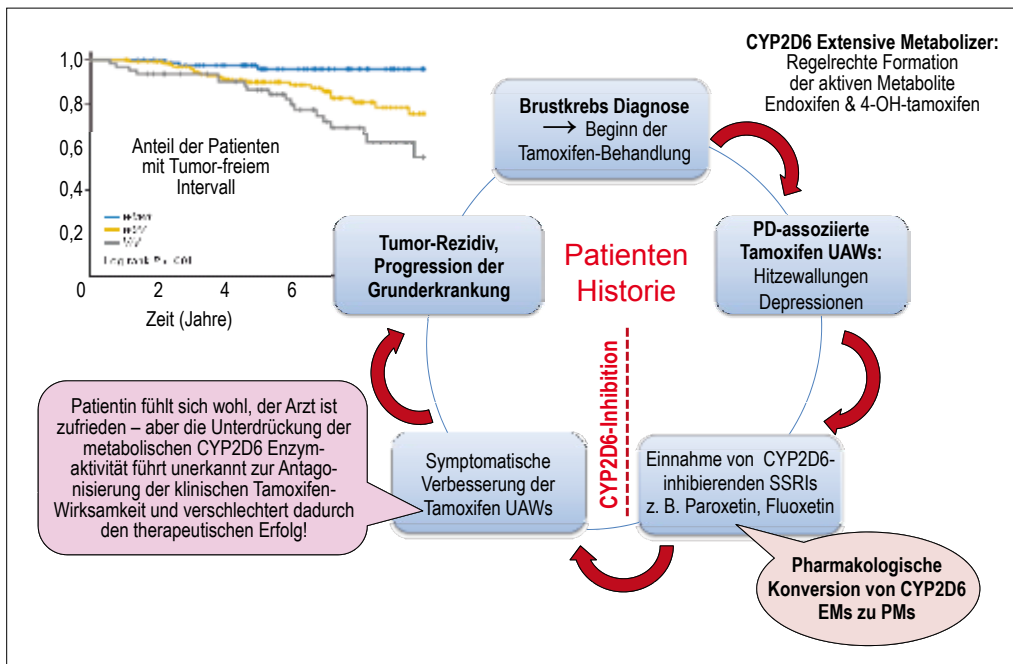 1,0
0,8
0,6
0,4
0,2
Anteil der Patienten
mit Tumor-freiem
Intervall
0
2
4
6
Zeit (Jahre)
CYP2D6 Extensive Metabolizer:
Regelrechte Formation
der aktiven Metabolite
Endoxifen & 4-OH-tamoxifen
Brustkrebs Diagnose
→ Beginn der
Tamoxifen-Behandlung
PD-assoziierte
Tamoxifen UAWs:
Hitzewallungen
Depressionen
Tumor-Rezidiv,
Progression der
Grunderkrankung
Patienten
Historie
CYP2D6-Inhibition
Einnahme von CYP2D6-
inhibierenden SSRIs
z. B. Paroxetin, Fluoxetin
Pharmakologische
Konversion von CYP2D6
EMs zu PMs
Symptomatische
Verbesserung der
Tamoxifen UAWs
Patientin fühlt sich wohl, der Arzt ist
zufrieden – aber die Unterdrückung der
metabolischen CYP2D6 Enzym-
aktivität führt unerkannt zur Antago-
nisierung der klinischen Tamoxifen-
Wirksamkeit und verschlechtert dadurch
den therapeutischen Erfolg!